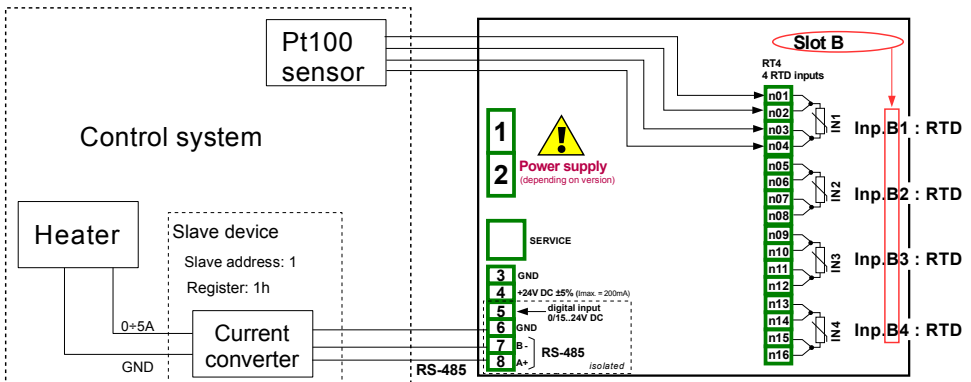 Control system
Pt100
sensor
Heater
Slave device
Slave address: 1
Register: 1h
0÷5A
GND
Current
converter
RS-485
1
2
Power supply
(depending on version)
SERVICE
3 GND
4 +24V DC ±5% (Imax. = 200mA)
5 digital input
0/15..24V DC
6 GND
7 B-
8 A+
RS-485
isolated
Slot B
RT4
4 RTD inputs
n01
n02
n03
n04
IN1
Inp.B1 : RTD
n05
n06
n07
n08
IN2
Inp.B2 : RTD
n09
n10
n11
n12
IN3
Inp.B3 : RTD
n13
n14
n15
n16
IN4
Inp.B4 : RTD